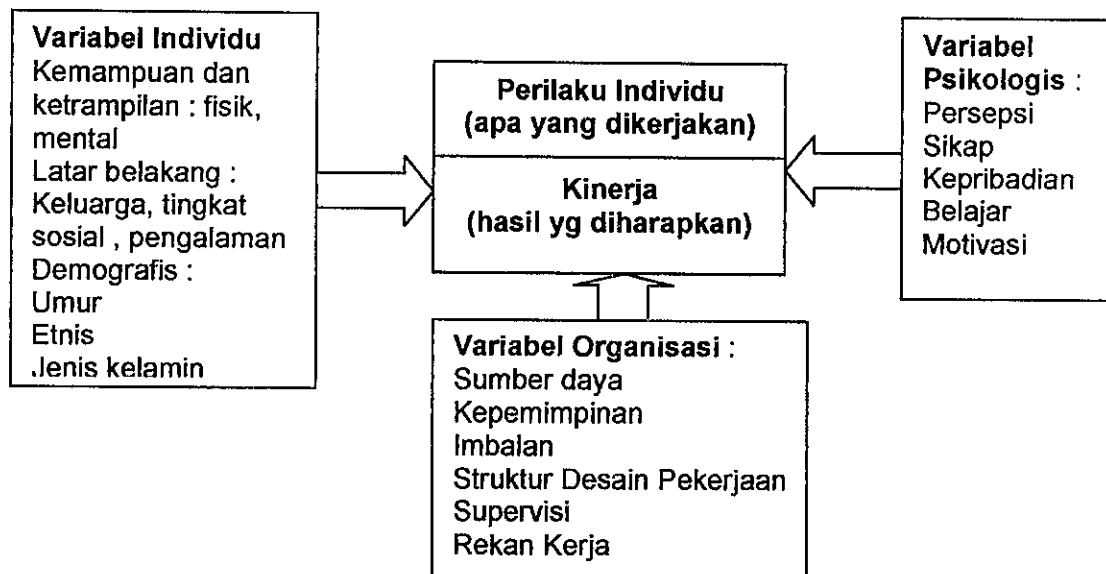 Variabel Individu
Kemampuan dan
ketrampilan : fisik,
mental
Latar belakang :
Keluarga, tingkat
sosial , pengalaman
Demografis :
Umur
Etnis
Jenis kelamin
Perilaku Individu
(apa yang dikerjakan)
Kinerja
(hasil yg diharapkan)
Variabel
Psikologis :
Persepsi
Sikap
Kepribadian
Belajar
Motivasi
Variabel Organisasi :
Sumber daya
Kepemimpinan
Imbalan
Struktur Desain Pekerjaan
Supervisi
Rekan Kerja